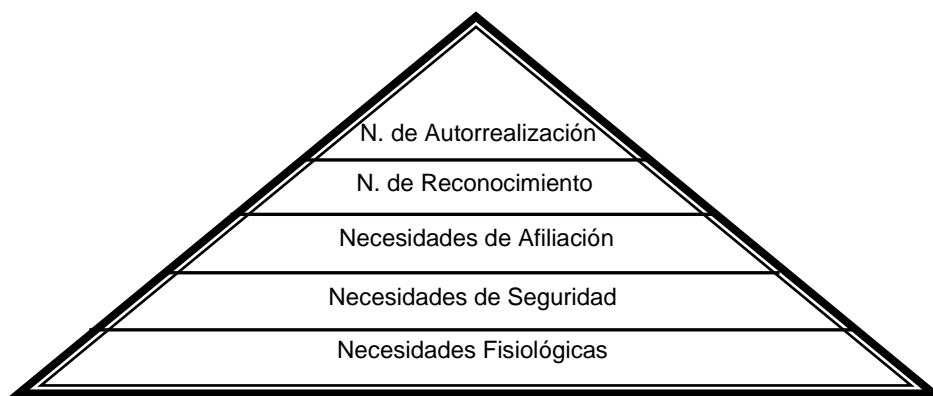 N. de Autorrealización
N. de Reconocimiento
Necesidades de Afiliación
Necesidades de Seguridad
Necesidades Fisiológicas